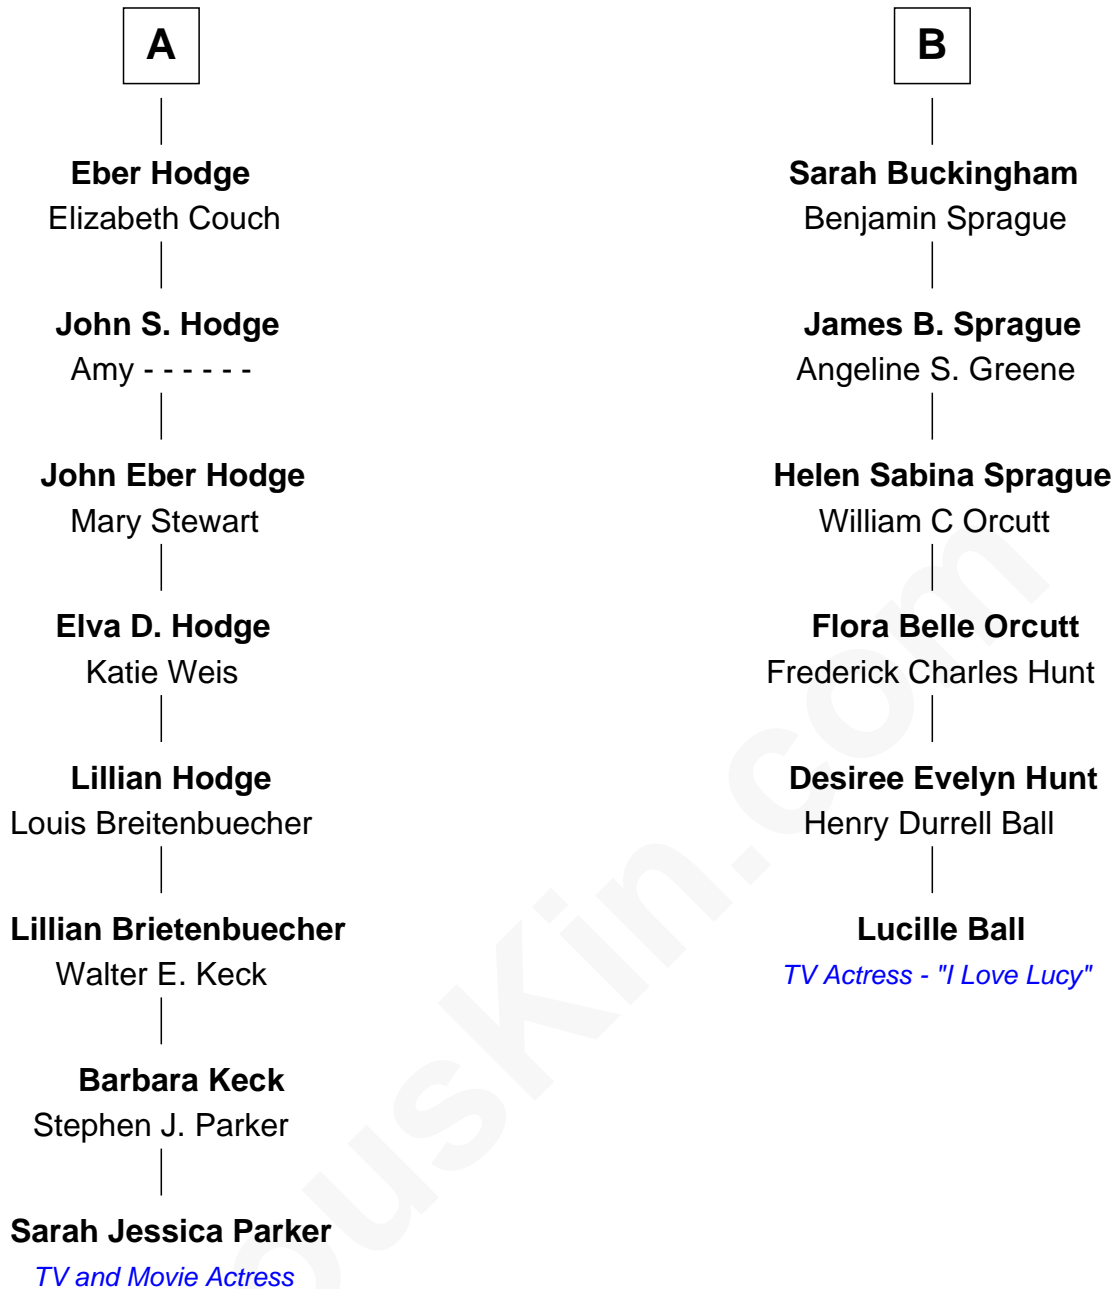 A
Eber Hodge
Elizabeth Couch
John S. Hodge
Amy - - - - - -
John Eber Hodge
Mary Stewart
Elva D. Hodge
Katie Weis
Lillian Hodge
Louis Breitenbuecher
Lillian Brietenbuecher
Walter E. Keck
Barbara Keck
Stephen J. Parker
Sarah Jessica Parker
TV and Movie Actress
B
Sarah Buckingham
Benjamin Sprague
James B. Sprague
Angeline S. Greene
Helen Sabina Sprague
William C Orcutt
Flora Belle Orcutt
Frederick Charles Hunt
Desiree Evelyn Hunt
Henry Durrell Ball
Lucille Ball
TV Actress - "I Love Lucy"
ousKin.com